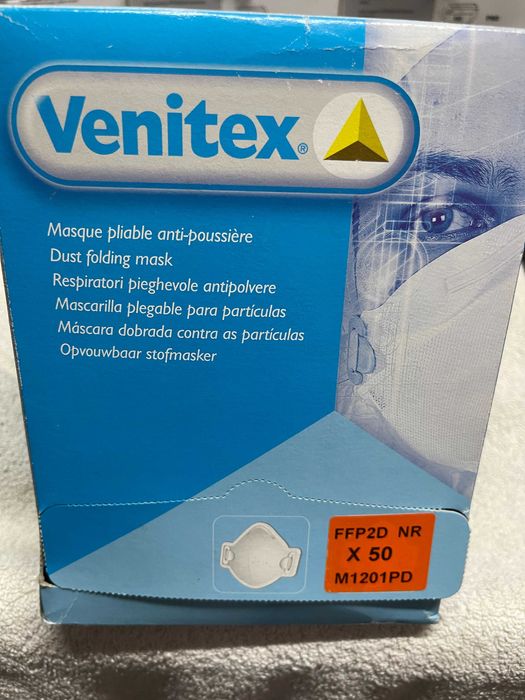 Venitex®
Masque pliable anti-poussière
Dust folding mask
Respiratori pieghevole antipolvere
Mascarilla plegable para partículas
Máscara dobrada contra as partículas
Opvouwbaar stofmasker
FFP2D NR
X 50
M1201PD